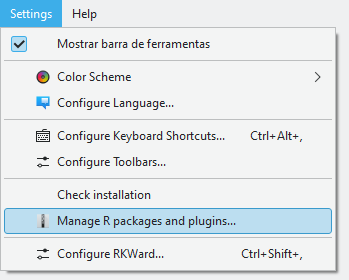 Settings Help
Mostrar barra de ferramentas
Color Scheme
Configure Language...
Configure Keyboard Shortcuts... Ctrl+Alt+,
Configure Toolbars...
Check installation
Manage R packages and plugins...
Configure RKWard... Ctrl+Shift+,